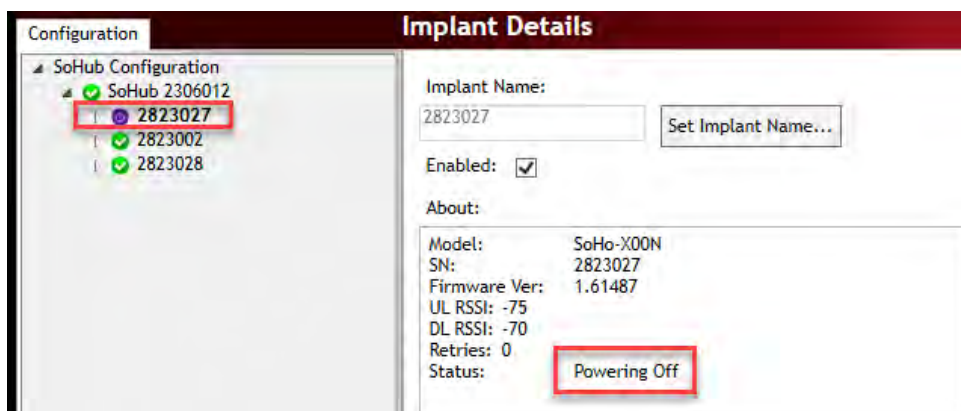 Configuration
Implant Details
SoHub Configuration
SoHub 2306012
2823027
2823002
2823028
Implant Name:
2823027
Set Implant Name...
Enabled:
About:
Model: SoHo-X00N
SN: 2823027
Firmware Ver: 1.61487
UL RSSI: -75
DL RSSI: -70
Retries: 0
Status: Powering Off